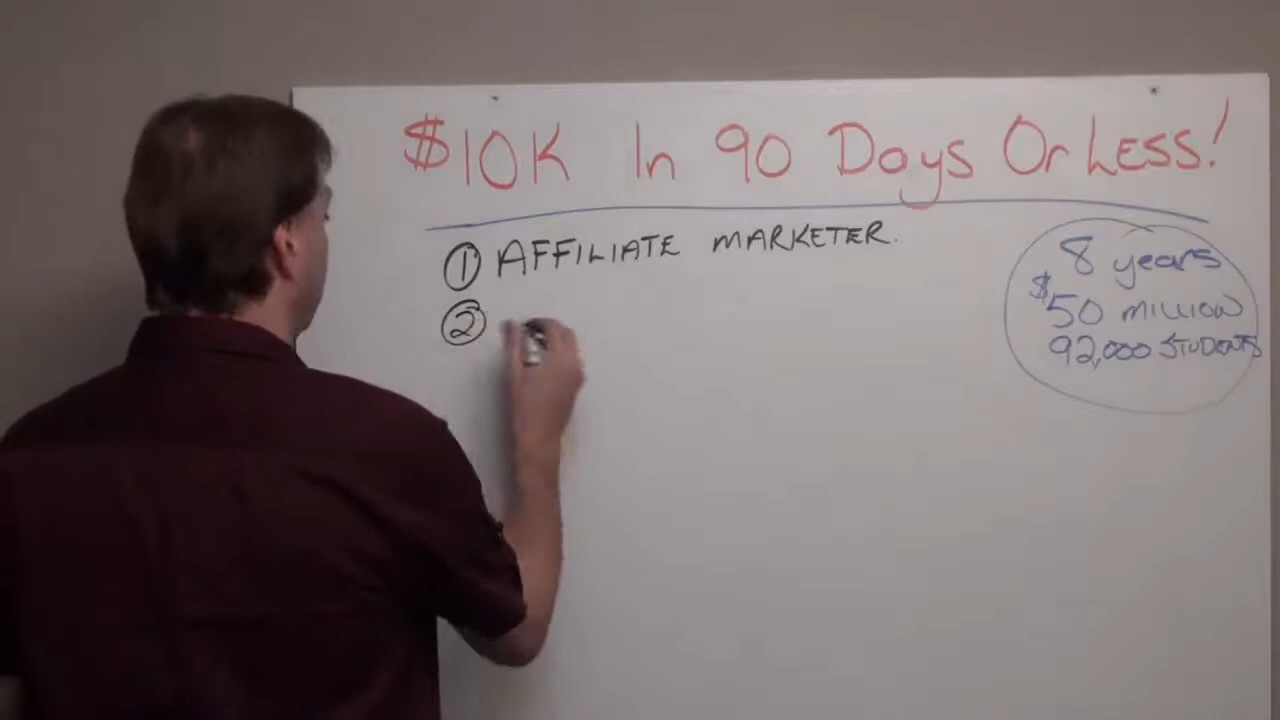 $10K In 90 Days Or Less!
① AFFILIATE MARKETER.
②
8 years
$50 MILLION
92,000 STUDENTS